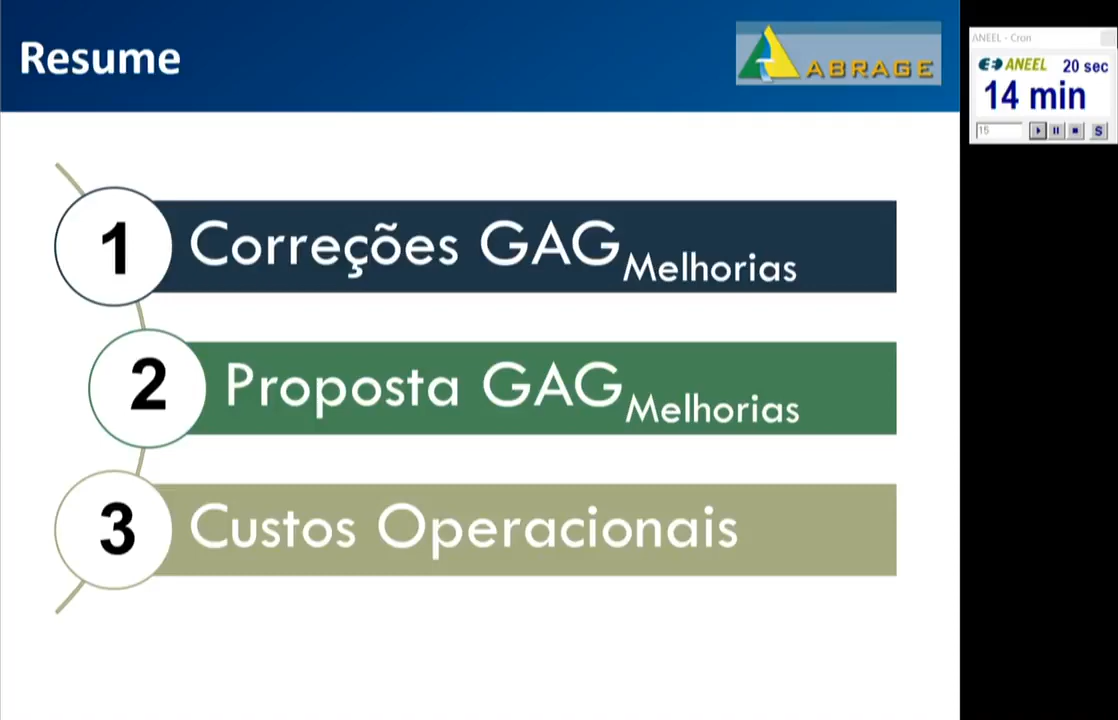 Resume
ABRAGE
ANEEL - Cron
ANEEL 20 sec
14 min
15
S
1 Correções GAG Melhorias
2 Proposta GAG Melhorias
3 Custos Operacionais